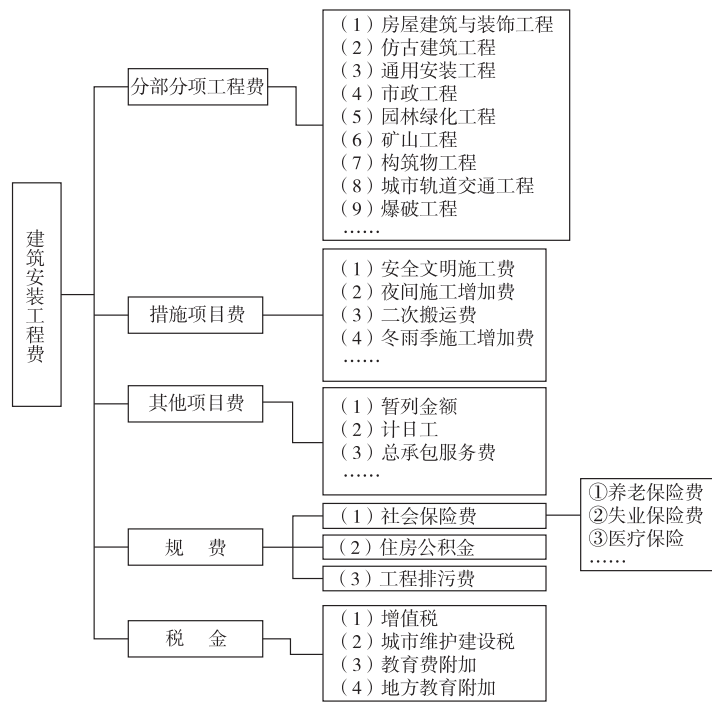 建筑安装工程费
分部分项工程费
（1）房屋建筑与装饰工程
（2）仿古建筑工程
（3）通用安装工程
（4）市政工程
（5）园林绿化工程
（6）矿山工程
（7）构筑物工程
（8）城市轨道交通工程
（9）爆破工程
……
措施项目费
（1）安全文明施工费
（2）夜间施工增加费
（3）二次搬运费
（4）冬雨季施工增加费
……
其他项目费
（1）暂列金额
（2）计日工
（3）总承包服务费
……
规 费
（1）社会保险费
①养老保险费
②失业保险费
③医疗保险
……
（2）住房公积金
（3）工程排污费
税 金
（1）增值税
（2）城市维护建设税
（3）教育费附加
（4）地方教育附加